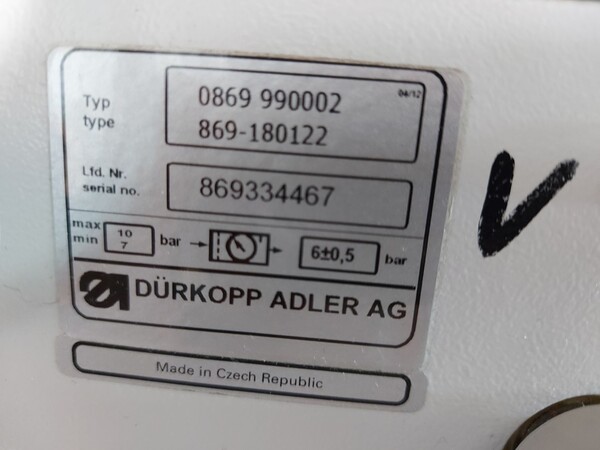 Typ
type
0869 990002
04/12
869-180122
Lfd. Nr.
serial no.
869334467
max
min
10
7
bar
6±0,5
bar
DÜRKOPP ADLER AG
Made in Czech Republic